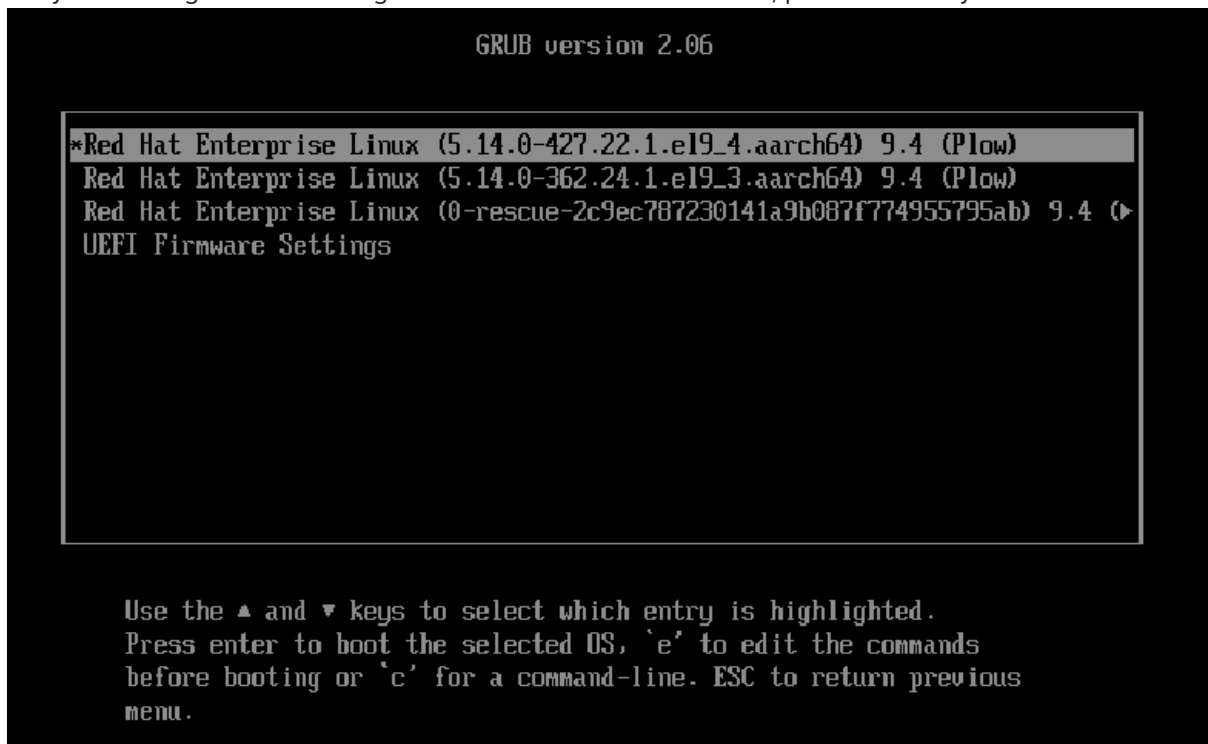 GRUB version 2.06
*Red Hat Enterprise Linux (5.14.0-427.22.1.el9_4.aarch64) 9.4 (Plow)
Red Hat Enterprise Linux (5.14.0-362.24.1.el9_3.aarch64) 9.4 (Plow)
Red Hat Enterprise Linux (0-rescue-2c9ec787230141a9b087f774955795ab) 9.4 (▶
UEFI Firmware Settings
Use the ▲ and ▼ keys to select which entry is highlighted.
Press enter to boot the selected OS, `e' to edit the commands
before booting or `c' for a command-line. ESC to return previous
menu.